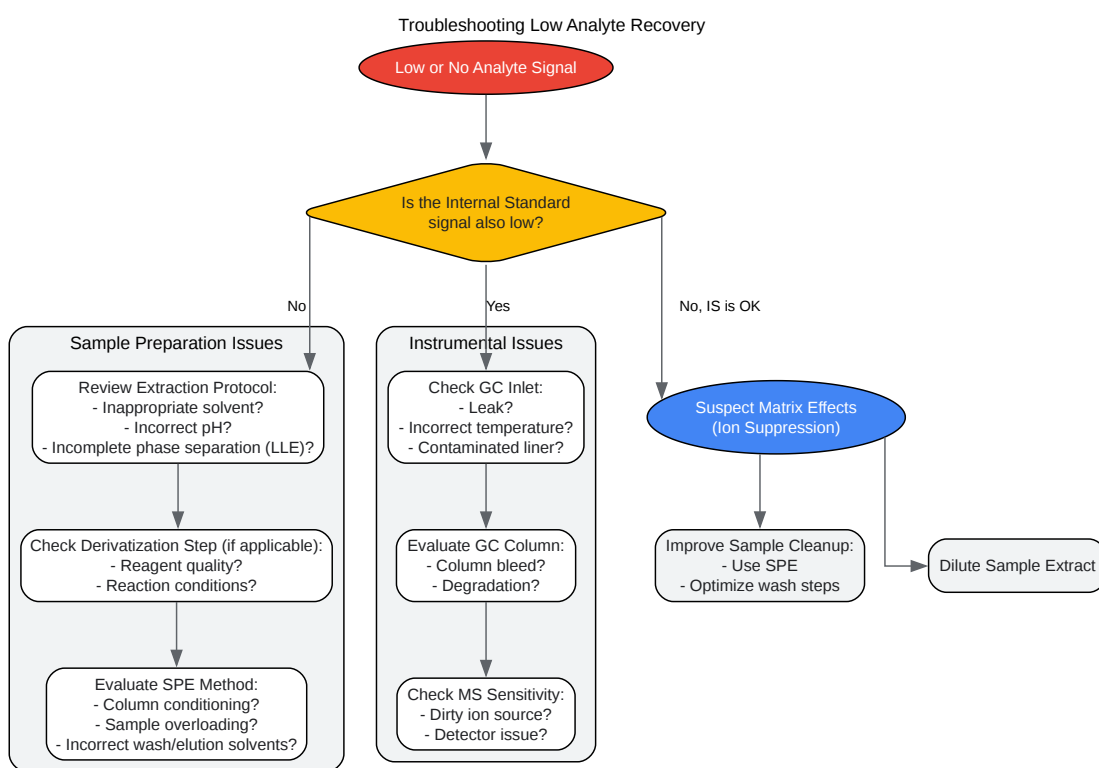 Troubleshooting Low Analyte Recovery
Low or No Analyte Signal
Is the Internal Standard
signal also low?
No
Yes
No, IS is OK
Sample Preparation Issues
Review Extraction Protocol:
- Inappropriate solvent?
- Incorrect pH?
- Incomplete phase separation (LLE)?
Check Derivatization Step (if applicable):
- Reagent quality?
- Reaction conditions?
Evaluate SPE Method:
- Column conditioning?
- Sample overloading?
- Incorrect wash/elution solvents?
Instrumental Issues
Check GC Inlet:
- Leak?
- Incorrect temperature?
- Contaminated liner?
Evaluate GC Column:
- Column bleed?
- Degradation?
Check MS Sensitivity:
- Dirty ion source?
- Detector issue?
Suspect Matrix Effects
(Ion Suppression)
Improve Sample Cleanup:
- Use SPE
- Optimize wash steps
Dilute Sample Extract